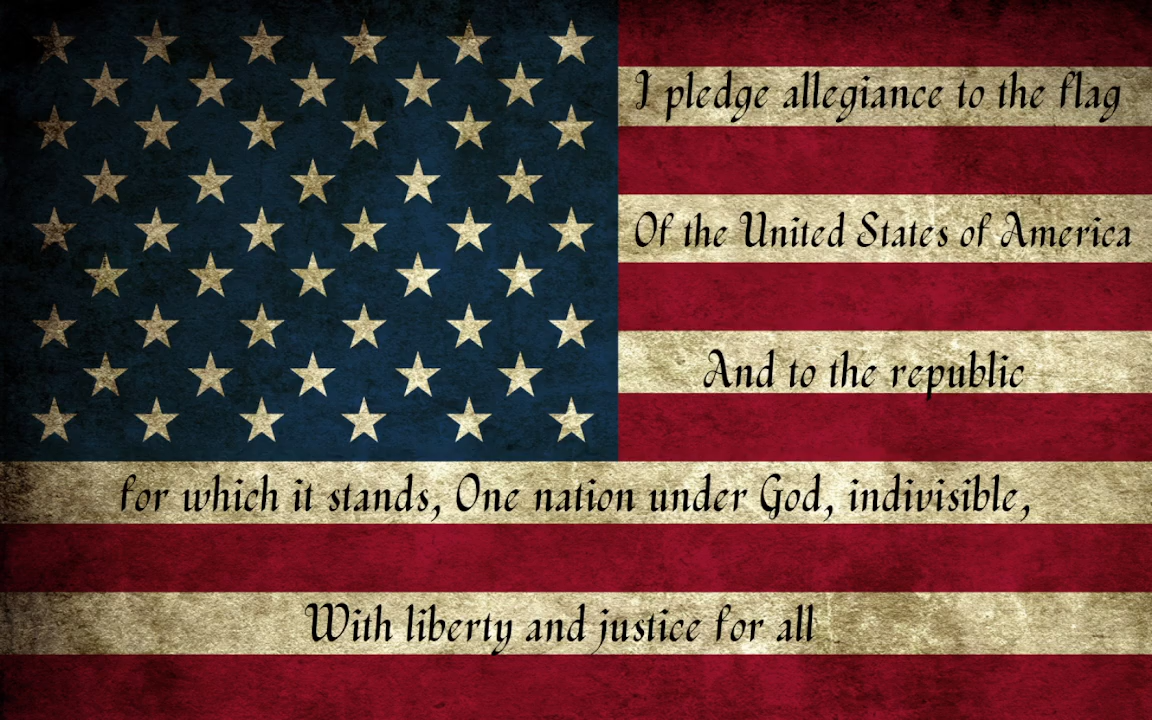 I pledge allegiance to the flag
Of the United States of America
And to the republic
for which it stands, One nation under God, indivisible,
With liberty and justice for all